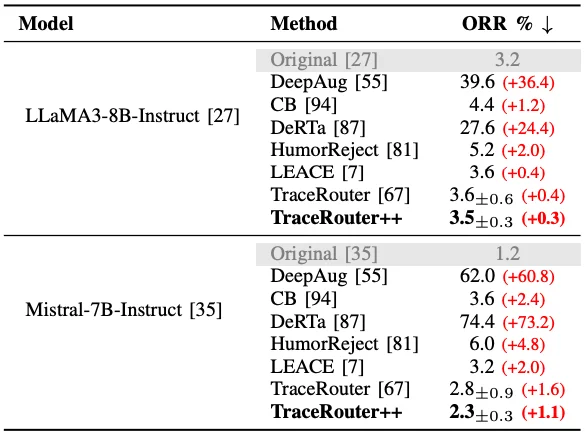 Model Method ORR % ↓
Original [27] 3.2
DeepAug [55] 39.6 (+36.4)
CB [94] 4.4 (+1.2)
LLaMA3-8B-Instruct [27] DeRTa [87] 27.6 (+24.4)
HumorReject [81] 5.2 (+2.0)
LEACE [7] 3.6 (+0.4)
TraceRouter [67] 3.6±0.6 (+0.4)
TraceRouter++ 3.5±0.3 (+0.3)
Original [35] 1.2
DeepAug [55] 62.0 (+60.8)
CB [94] 3.6 (+2.4)
Mistral-7B-Instruct [35] DeRTa [87] 74.4 (+73.2)
HumorReject [81] 6.0 (+4.8)
LEACE [7] 3.2 (+2.0)
TraceRouter [67] 2.8±0.9 (+1.6)
TraceRouter++ 2.3±0.3 (+1.1)